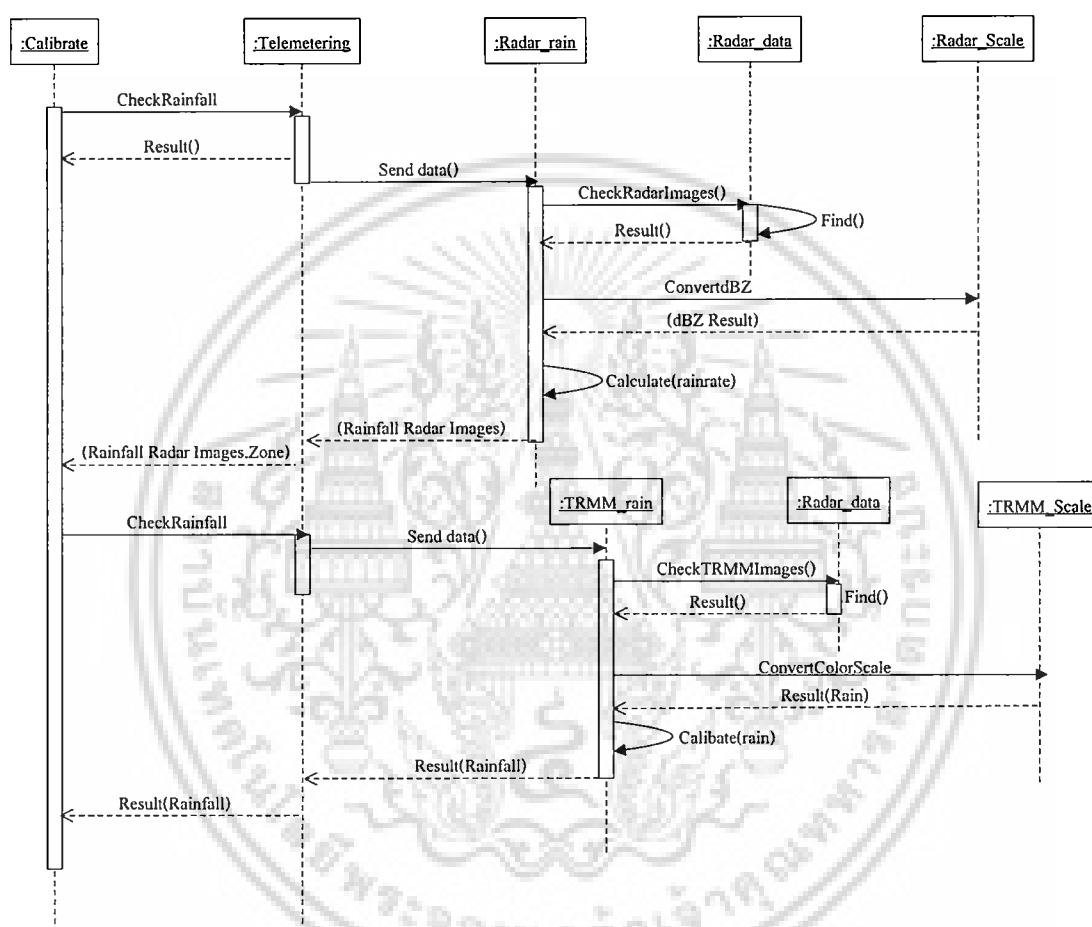 :Calibrate
:Telemetering
:Radar_rain
:Radar_data
:Radar_Scale
CheckRainfall
Result()
Send data()
CheckRadarImages()
Find()
Result()
ConvertdBZ
(dBZ Result)
Calculate(rainrate)
(Rainfall Radar Images)
(Rainfall Radar Images.Zone)
:TRMM_rain
:Radar_data
:TRMM_Scale
CheckRainfall
Send data()
CheckTRMMImages()
Find()
Result()
ConvertColorScale
Result(Rain)
Calibate(rain)
Result(Rainfall)
Result(Rainfall)